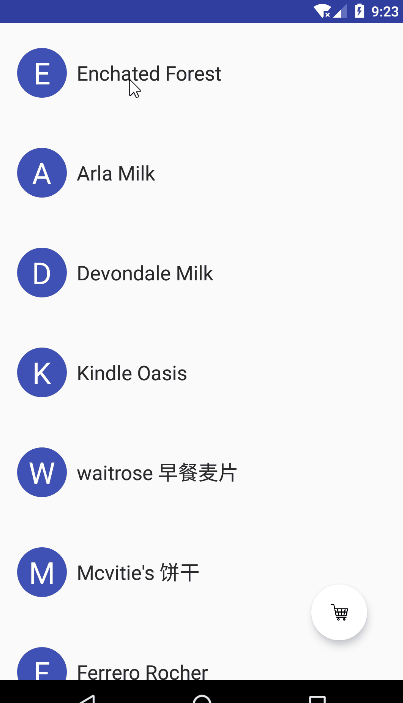 9:23
E Enchated Forest
A Arla Milk
D Devondale Milk
K Kindle Oasis
W waitrose 早餐麦片
M Mcvitie's 饼干
F Ferrero Rocher